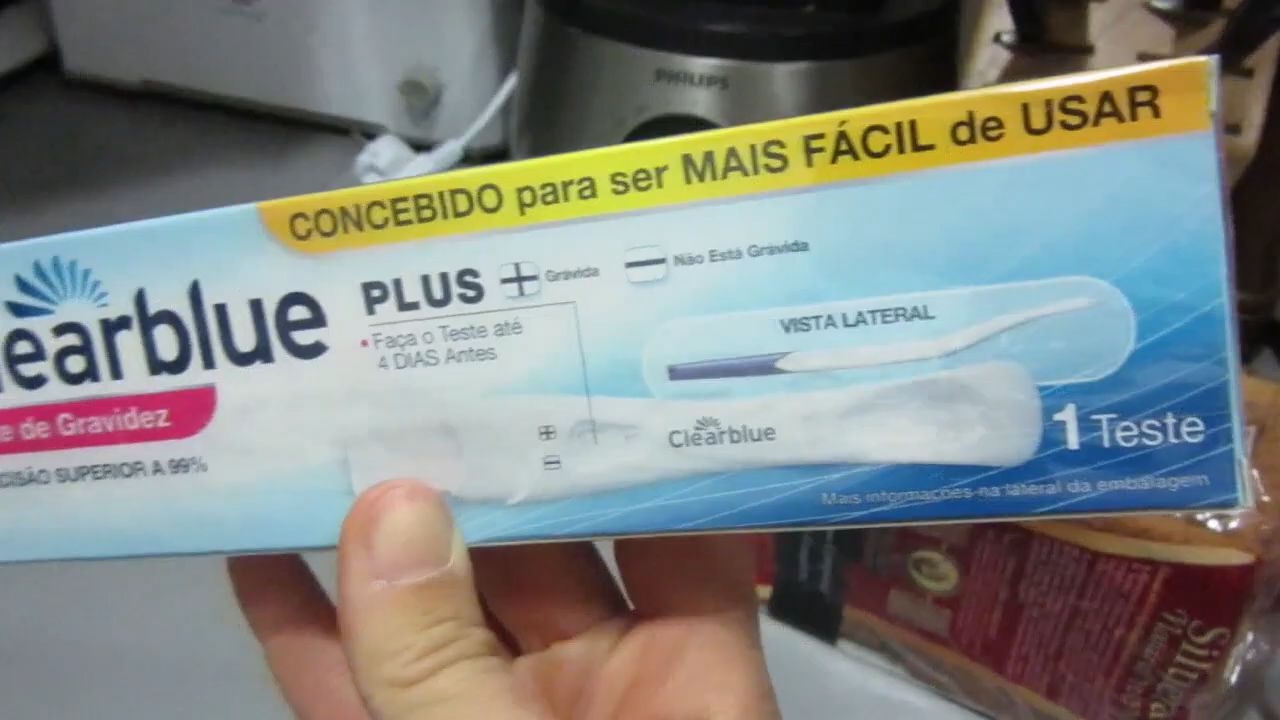 PHILIPS
CONCEBIDO para ser MAIS FÁCIL de USAR
earblue
PLUS + Grávida − Não Está Grávida
• Faça o Teste até
4 DIAS Antes
VISTA LATERAL
e de Gravidez
CISÃO SUPERIOR A 99%
+
−
Clearblue
1 Teste
Mais informações na lateral da embalagem